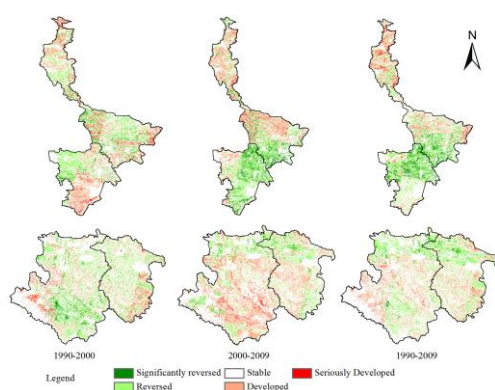 N
1990-2000 2000-2009 1990-2009
Legend Significantly reversed Stable Seriously Developed
Reversed Developed